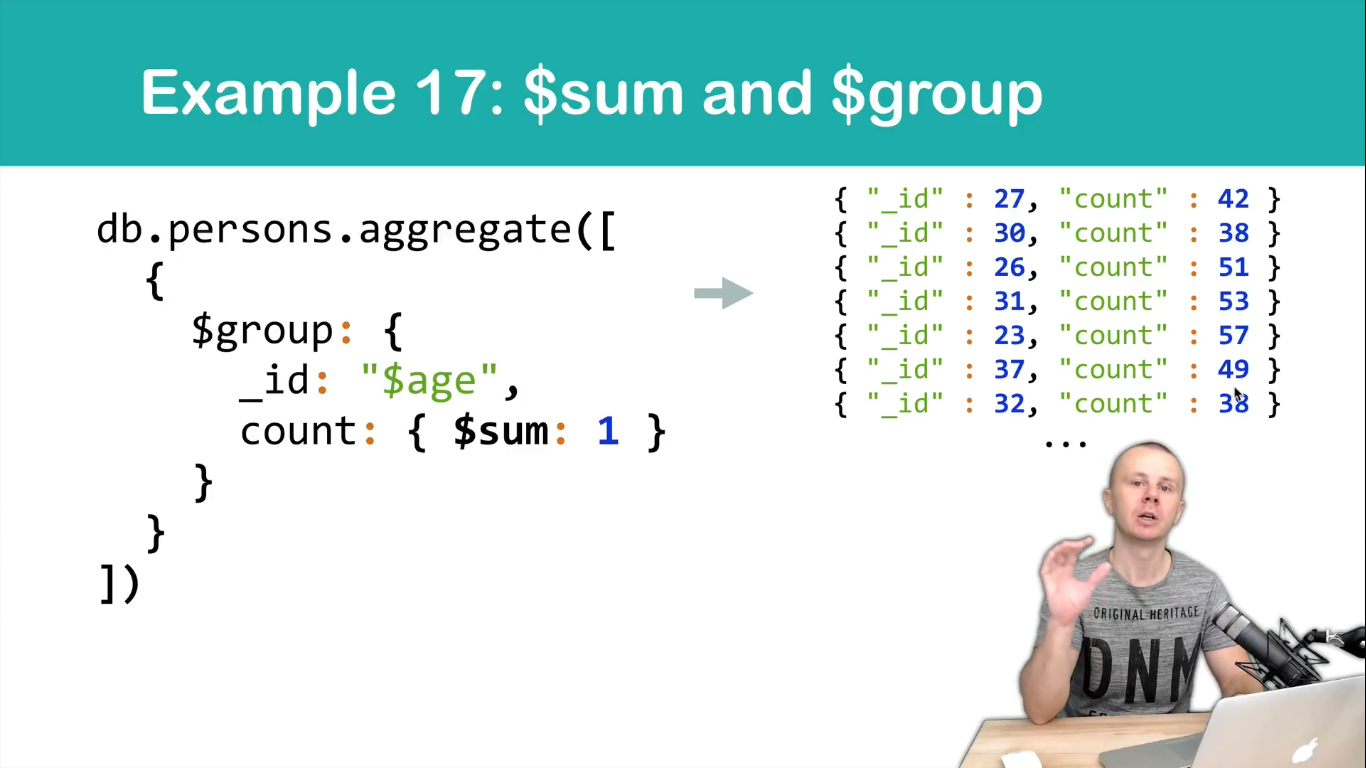 Example 17: $sum and $group
db.persons.aggregate([
{
$group: {
_id: "$age",
count: { $sum: 1 }
}
}
])
{ "_id" : 27, "count" : 42 }
{ "_id" : 30, "count" : 38 }
{ "_id" : 26, "count" : 51 }
{ "_id" : 31, "count" : 53 }
{ "_id" : 23, "count" : 57 }
{ "_id" : 37, "count" : 49 }
{ "_id" : 32, "count" : 38 }
...
ORIGINAL HERITAGE
DNM